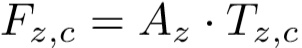 F_{z,c} = A_z · T_{z,c}